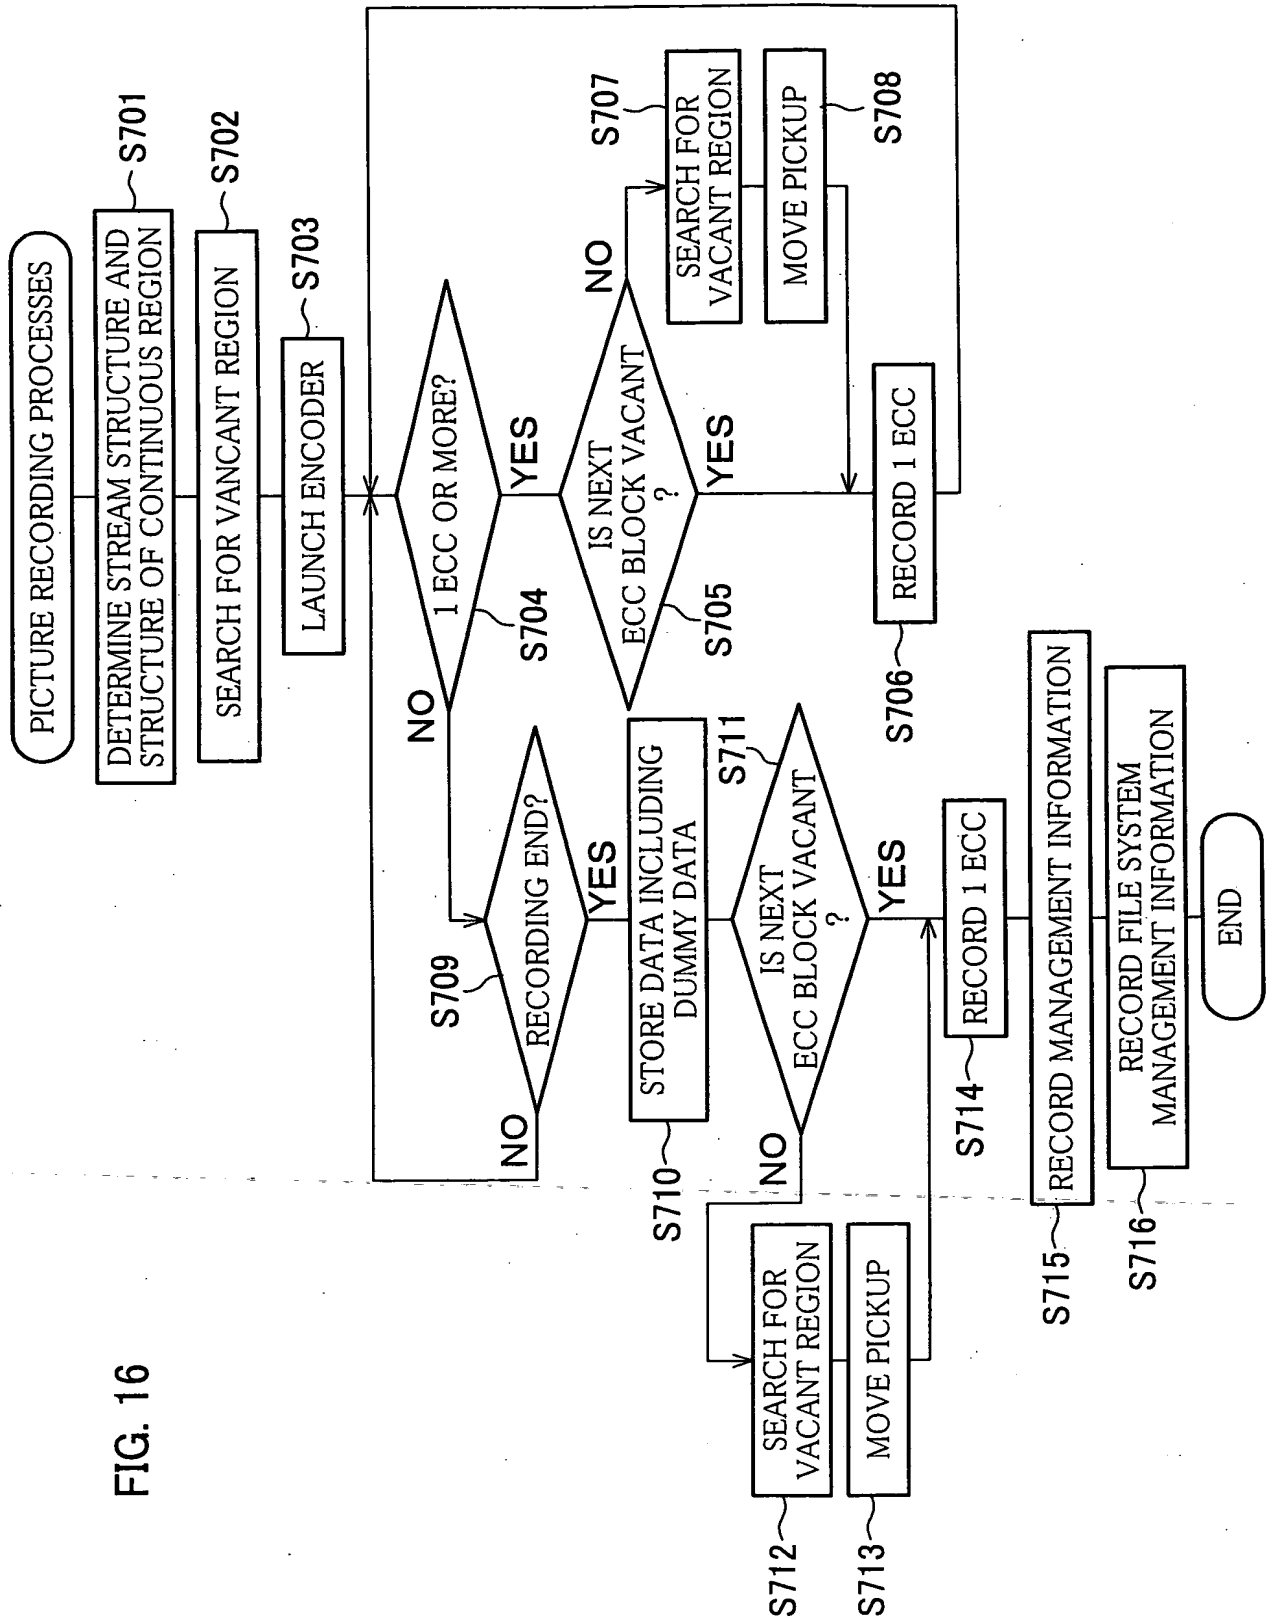 FIG. 16
PICTURE RECORDING PROCESSES
DETERMINE STREAM STRUCTURE AND
STRUCTURE OF CONTINUOUS REGION
S701
SEARCH FOR VANCANT REGION
S702
LAUNCH ENCODER
S703
1 ECC OR MORE?
S704
NO
YES
IS NEXT
ECC BLOCK VACANT
?
S705
NO
YES
SEARCH FOR
VACANT REGION
S707
MOVE PICKUP
S708
RECORD 1 ECC
S706
RECORDING END?
S709
NO
YES
STORE DATA INCLUDING
DUMMY DATA
S710
IS NEXT
ECC BLOCK VACANT
?
S711
NO
YES
SEARCH FOR
VACANT REGION
S712
MOVE PICKUP
S713
RECORD 1 ECC
S714
RECORD MANAGEMENT INFORMATION
S715
RECORD FILE SYSTEM
MANAGEMENT INFORMATION
S716
END